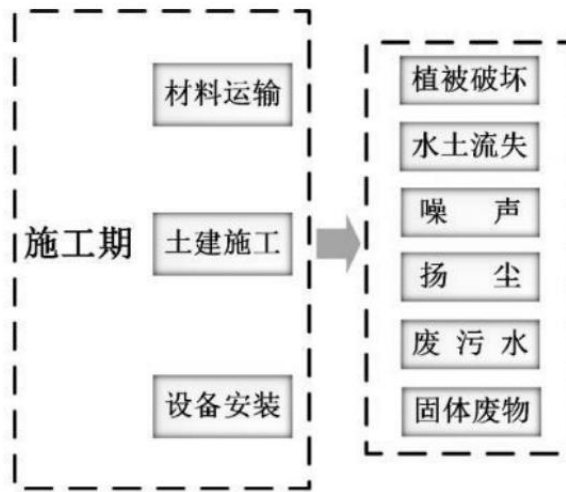 施工期
材料运输
土建施工
设备安装
植被破坏
水土流失
噪声
扬尘
废污水
固体废物